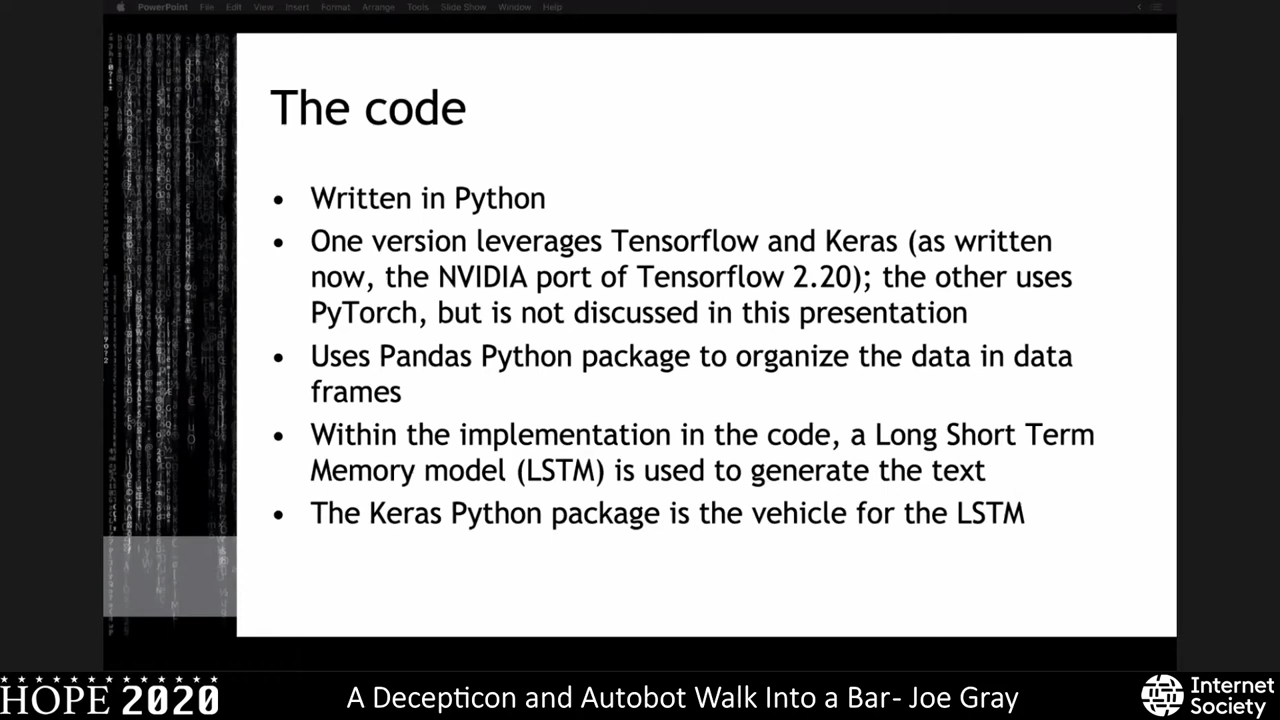 PowerPoint File Edit View Insert Format Arrange Tools Slide Show Window Help
The code
• Written in Python
• One version leverages Tensorflow and Keras (as written
now, the NVIDIA port of Tensorflow 2.20); the other uses
PyTorch, but is not discussed in this presentation
• Uses Pandas Python package to organize the data in data
frames
• Within the implementation in the code, a Long Short Term
Memory model (LSTM) is used to generate the text
• The Keras Python package is the vehicle for the LSTM
HOPE 2020
A Decepticon and Autobot Walk Into a Bar- Joe Gray
Internet
Society